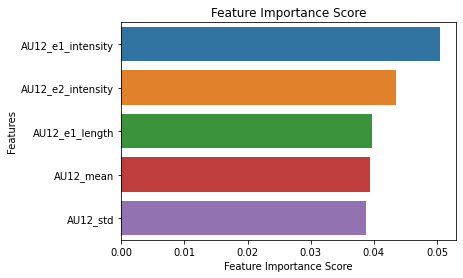 Feature Importance Score
AU12_e1_intensity
AU12_e2_intensity
AU12_e1_length
AU12_mean
AU12_std
Features
0.00 0.01 0.02 0.03 0.04 0.05
Feature Importance Score